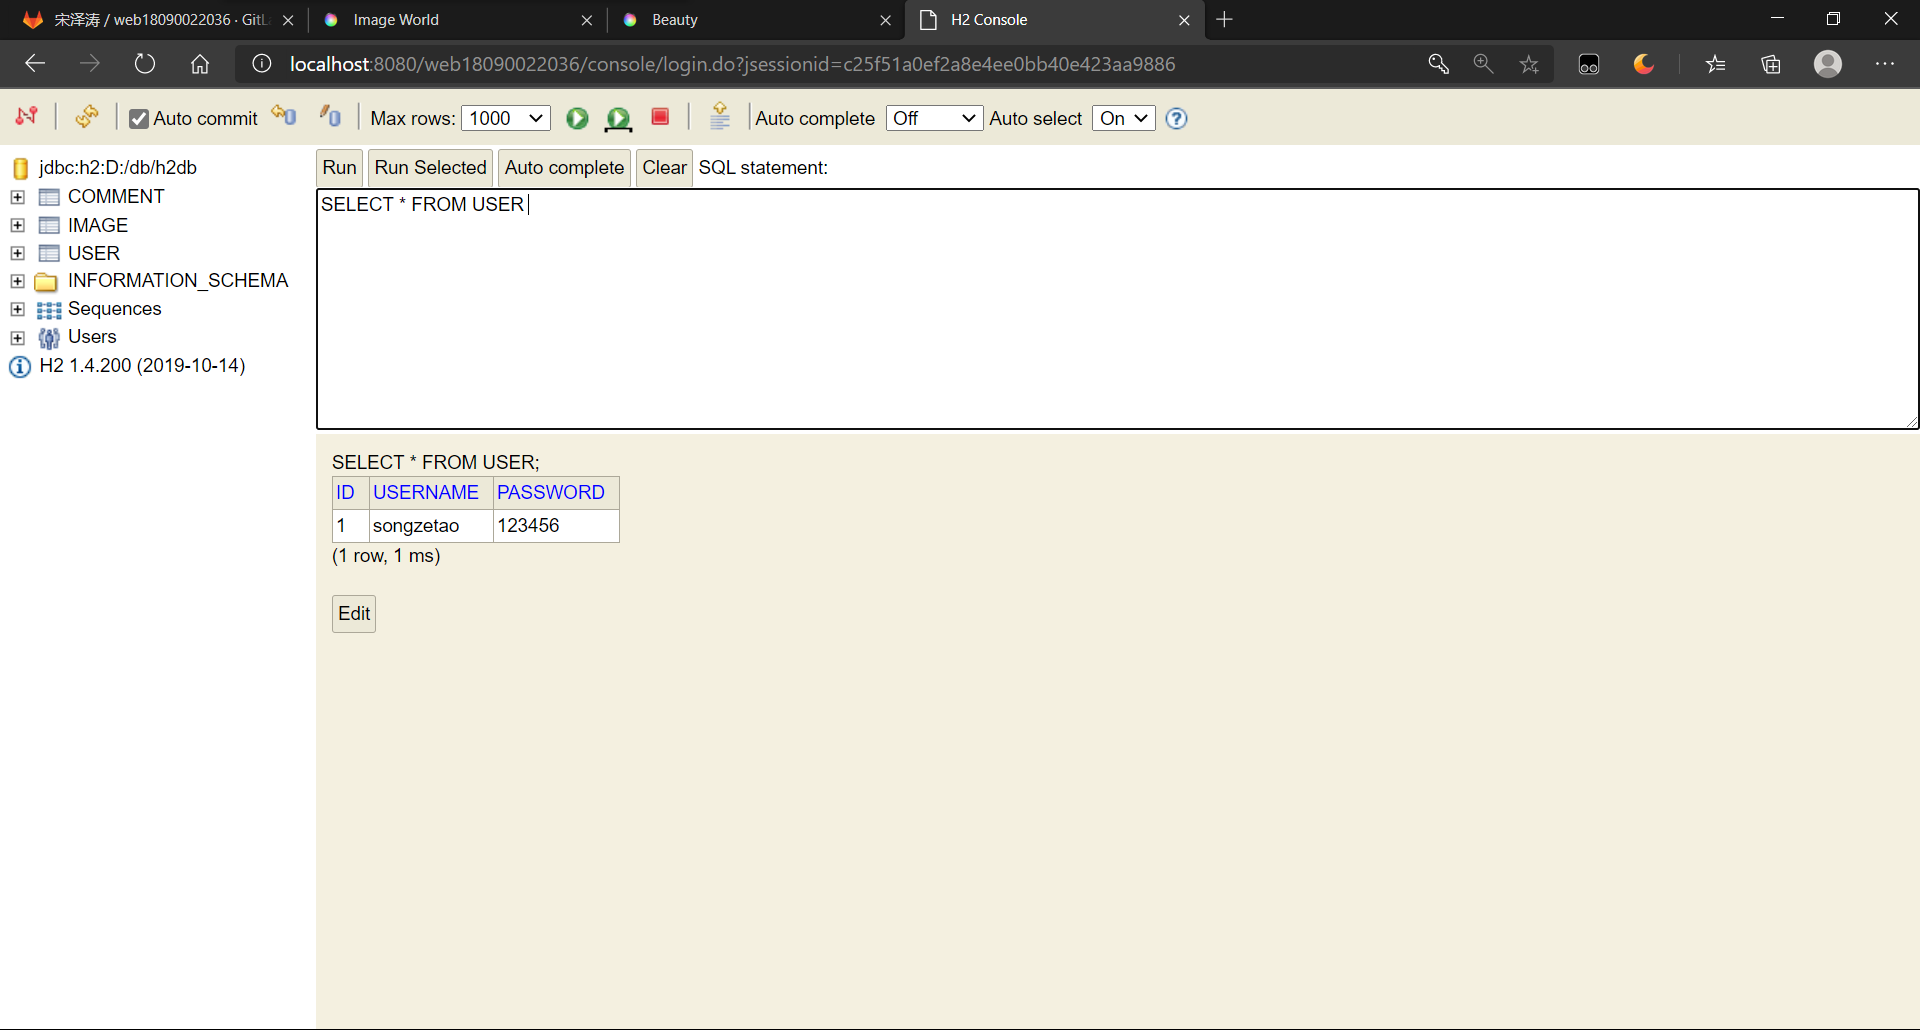 宋泽涛 / web18090022036 · GitL
Image World
Beauty
H2 Console
localhost:8080/web18090022036/console/login.do?jsessionid=c25f51a0ef2a8e4ee0bb40e423aa9886
Auto commit
Max rows: 1000
Auto complete Off
Auto select On
jdbc:h2:D:/db/h2db
COMMENT
IMAGE
USER
INFORMATION_SCHEMA
Sequences
Users
H2 1.4.200 (2019-10-14)
Run Run Selected Auto complete Clear SQL statement:
SELECT * FROM USER
SELECT * FROM USER;
ID USERNAME PASSWORD
1 songzetao 123456
(1 row, 1 ms)
Edit